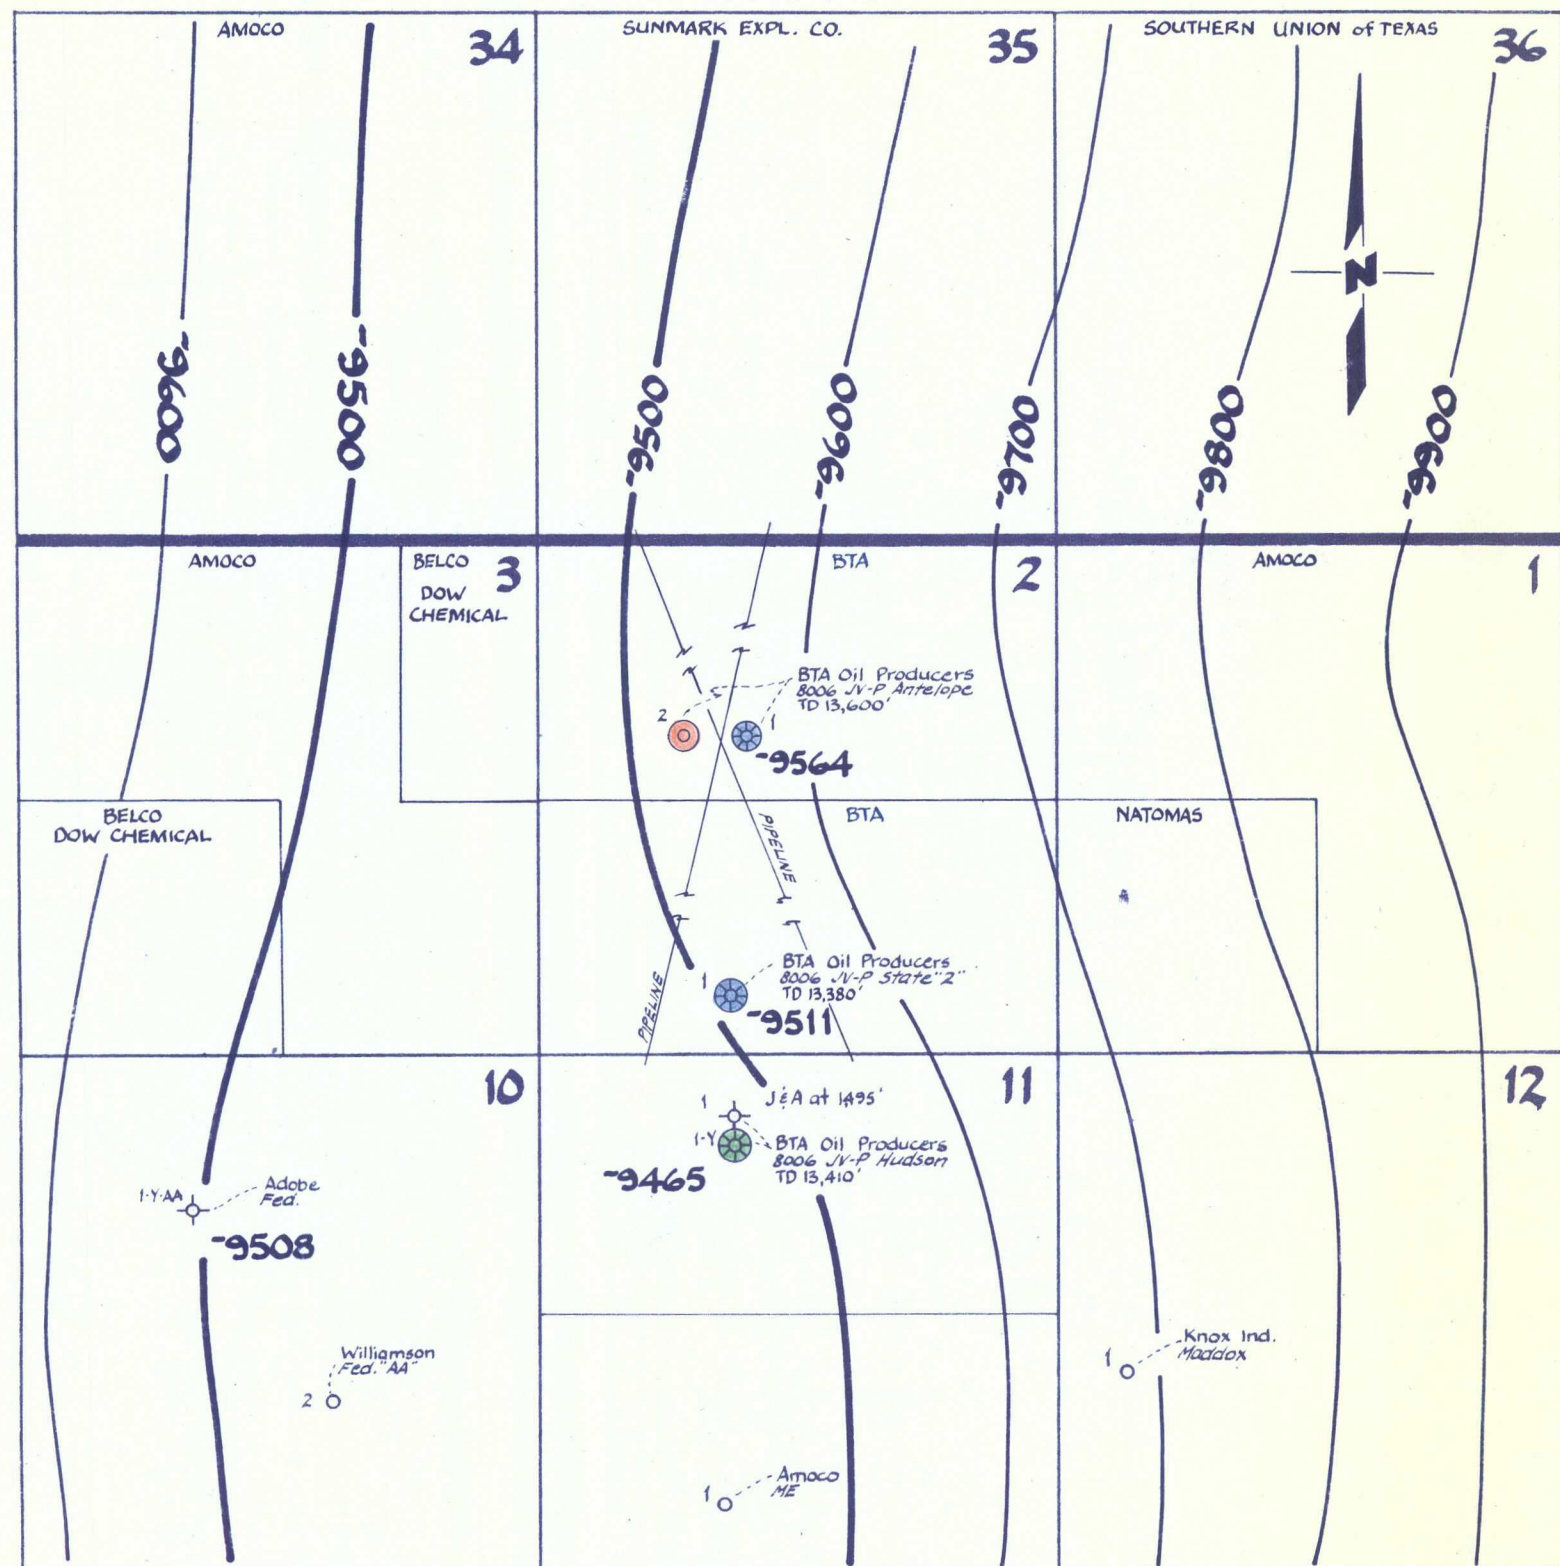 AMOCO
34
SUNMARK EXPL. CO.
35
SOUTHERN UNION of TEXAS
36
N
-9600
-9500
-9500
-9600
-9700
-9800
-9900
AMOCO
BELCO
DOW
CHEMICAL
3
BTA
2
AMOCO
1
BTA Oil Producers
8006 JV-P Antelope
TD 13,600'
2
1
-9564
BELCO
DOW CHEMICAL
BTA
NATOMAS
PIPELINE
PIPELINE
BTA Oil Producers
8006 JV-P State "2"
TD 13,380'
1
-9511
10
11
12
J&A at 1495'
1
1-Y
BTA Oil Producers
8006 JV-P Hudson
TD 13,410'
-9465
1-Y-AA
Adobe
Fed.
-9508
Williamson
Fed. "AA"
2
Knox Ind.
Maddox
1
Amoco
ME
1